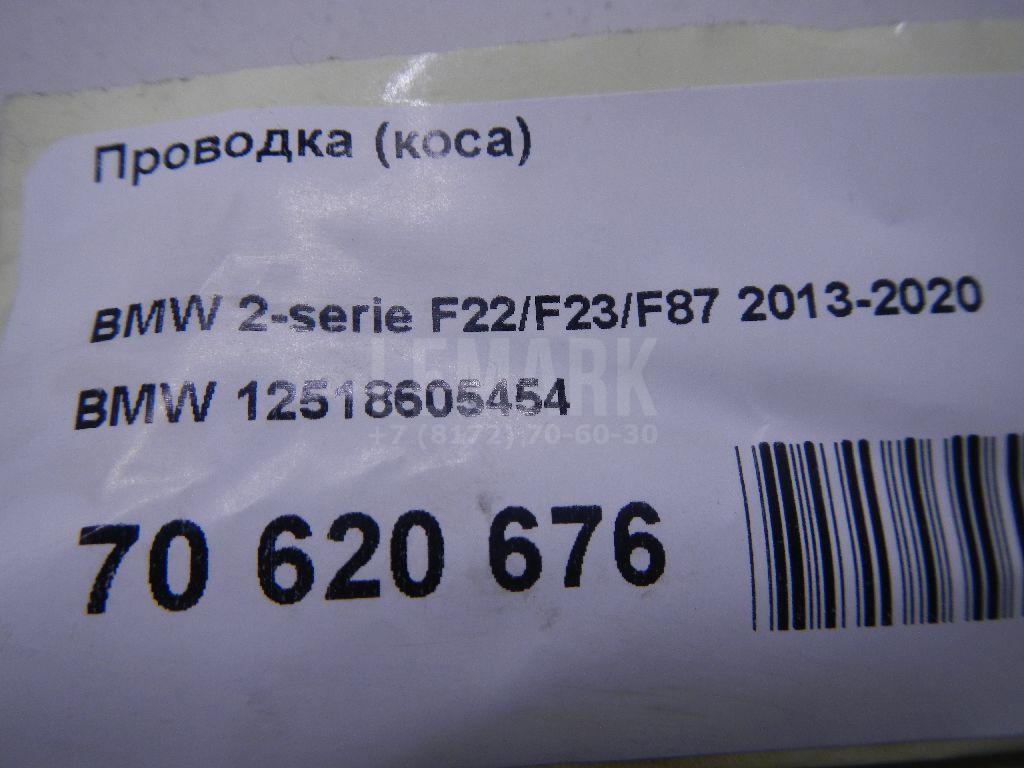 Проводка (коса)
BMW 2-serie F22/F23/F87 2013-2020
LEMARK
BMW 12518605454
+7 (8172) 70-60-30
70 620 676